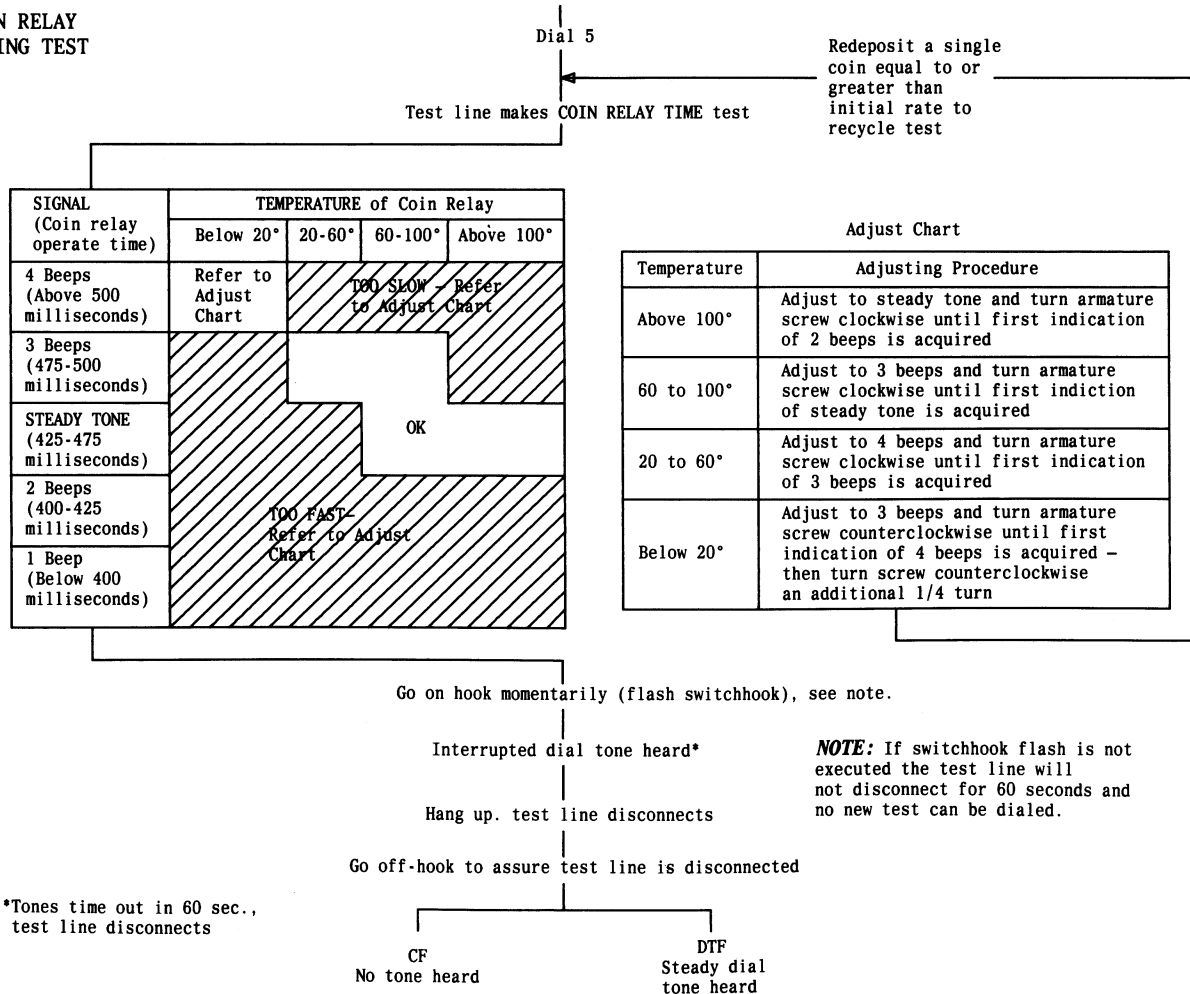 N RELAY
ING TEST
Dial 5
Redeposit a single
coin equal to or
greater than
initial rate to
recycle test
Test line makes COIN RELAY TIME test
SIGNAL
(Coin relay
operate time)
TEMPERATURE of Coin Relay
Below 20° 20-60° 60-100° Above 100°
4 Beeps
(Above 500
milliseconds)
Refer to
Adjust
Chart
TOO SLOW – Refer
to Adjust Chart
3 Beeps
(475-500
milliseconds)
STEADY TONE
(425-475
milliseconds)
OK
2 Beeps
(400-425
milliseconds)
TOO FAST–
Refer to Adjust
Chart
1 Beep
(Below 400
milliseconds)
Adjust Chart
Temperature Adjusting Procedure
Above 100°
Adjust to steady tone and turn armature
screw clockwise until first indication
of 2 beeps is acquired
60 to 100°
Adjust to 3 beeps and turn armature
screw clockwise until first indiction
of steady tone is acquired
20 to 60°
Adjust to 4 beeps and turn armature
screw clockwise until first indication
of 3 beeps is acquired
Below 20°
Adjust to 3 beeps and turn armature
screw counterclockwise until first
indication of 4 beeps is acquired –
then turn screw counterclockwise
an additional 1/4 turn
Go on hook momentarily (flash switchhook), see note.
Interrupted dial tone heard*
NOTE: If switchhook flash is not
executed the test line will
not disconnect for 60 seconds and
no new test can be dialed.
Hang up. test line disconnects
Go off-hook to assure test line is disconnected
*Tones time out in 60 sec.,
test line disconnects
CF
No tone heard
DTF
Steady dial
tone heard